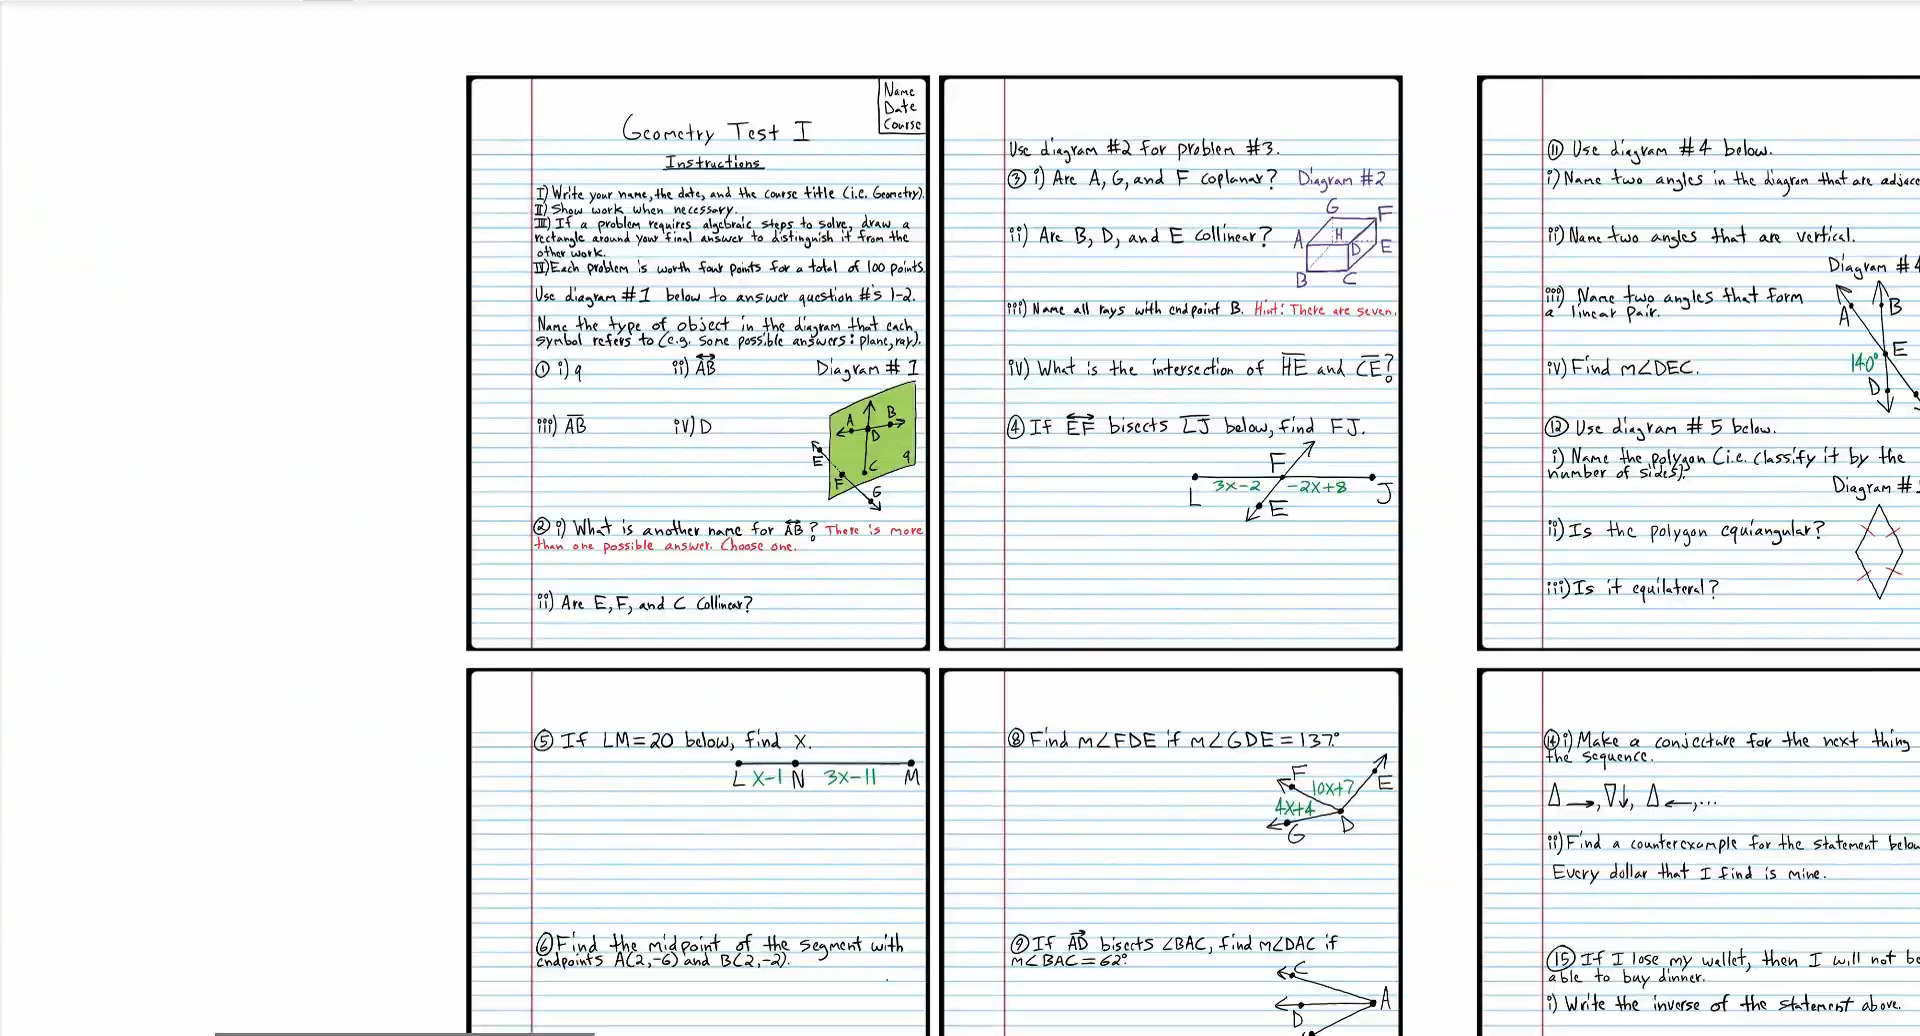 Name
Date
Course
Geometry Test I
Instructions
I) Write your name, the date, and the course title (i.e. Geometry).
II) Show work when necessary.
III) If a problem requires algebraic steps to solve, draw a
rectangle around your final answer to distinguish it from the
other work.
IV) Each problem is worth four points for a total of 100 points.
Use diagram #1 below to answer question #'s 1-2.
Name the type of object in the diagram that each
symbol refers to (e.g. some possible answers: plane, ray).
① i) q ii) A͞B͞ with arrows: \overleftrightarrow{AB} Diagram #1
iii) \overline{AB} iv) D
A B
D
E C q
F
G
② i) What is another name for \overleftrightarrow{AB}? There is more
than one possible answer. Choose one.
ii) Are E, F, and C Collinear?
Use diagram #2 for problem #3.
③ i) Are A, G, and F coplanar? Diagram #2
G F
ii) Are B, D, and E collinear? A H D E
B C
iii) Name all rays with endpoint B. Hint: There are seven.
iv) What is the intersection of \overline{HE} and \overline{CE}?
④ If \overleftrightarrow{EF} bisects \overline{LJ} below, find FJ.
F
L 3x-2 -2x+8 J
E
⑪ Use diagram #4 below.
i) Name two angles in the diagram that are
ii) Name two angles that are vertical.
Diagram #4
iii) Name two angles that form
a linear pair.
A B
E
iv) Find m∠DEC. 140°
D
⑫ Use diagram #5 below.
i) Name the polygon (i.e. classify it by the
number of sides).
Diagram #
ii) Is the polygon equiangular?
iii) Is it equilateral?
⑤ If LM=20 below, find x.
L x-1 N 3x-11 M
⑥ Find the midpoint of the segment with
endpoints A(2,-6) and B(2,-2).
⑧ Find m∠FDE if m∠GDE=137°.
F 10x+7 E
4x+4
G D
⑨ If \overrightarrow{AD} bisects ∠BAC, find m∠DAC if
m∠BAC=62°.
C
A
D
⑭ i) Make a conjecture for the next thing
the sequence.
△→, ▽↓, △←,...
ii) Find a counterexample for the statement
Every dollar that I find is mine.
⑮ If I lose my wallet, then I will not
able to buy dinner.
i) Write the inverse of the statement above.